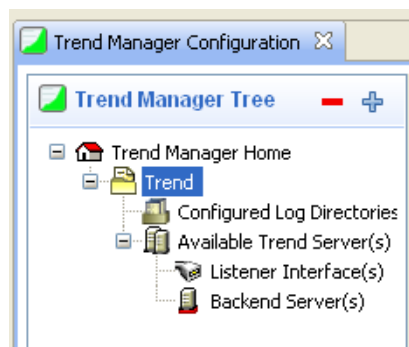 Trend Manager Configuration
Trend Manager Tree
Trend Manager Home
Trend
Configured Log Directories
Available Trend Server(s)
Listener Interface(s)
Backend Server(s)